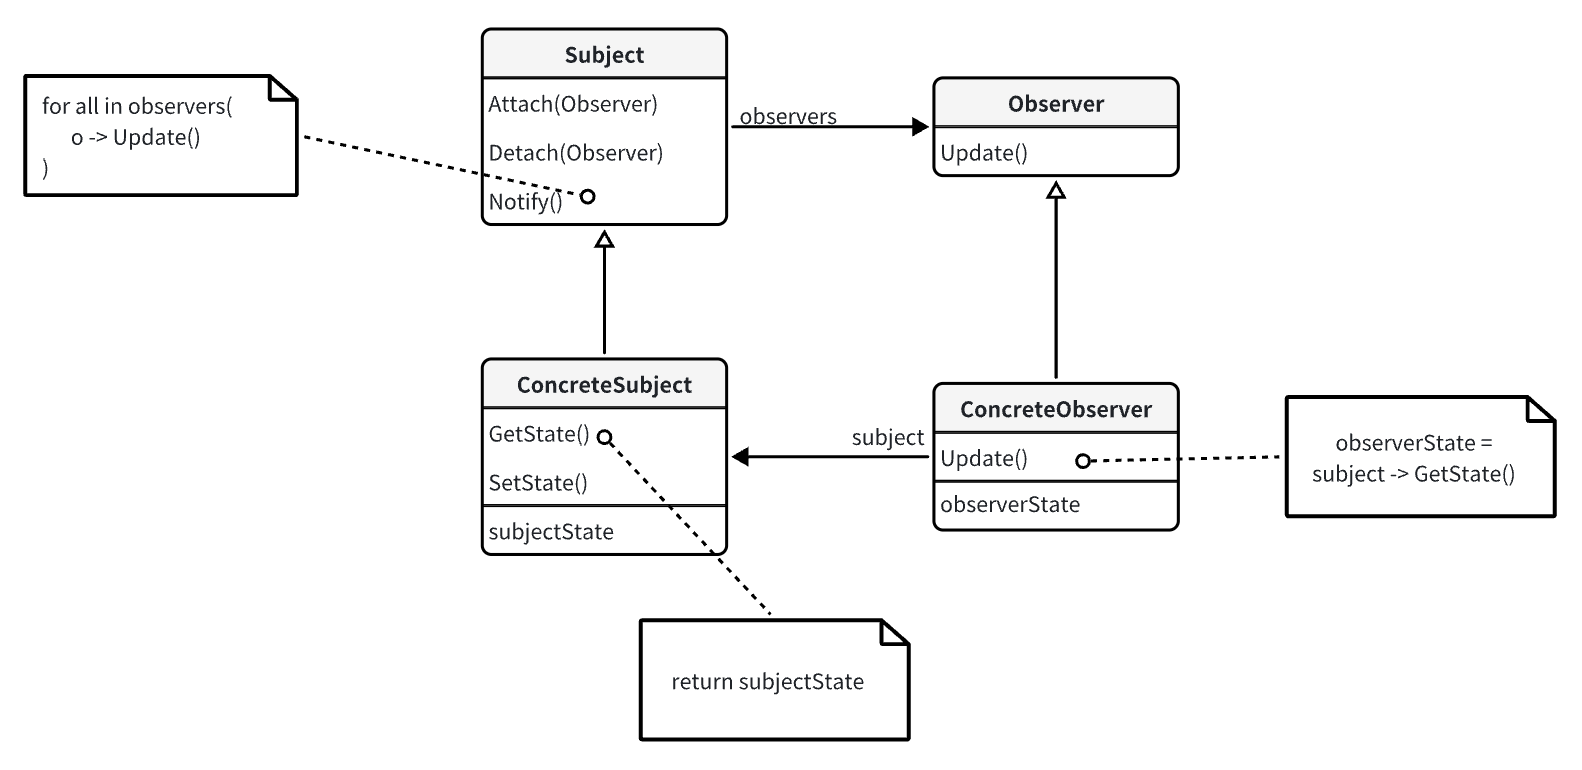 Subject
Attach(Observer)
Detach(Observer)
Notify()
for all in observers(
o -> Update()
)
observers
Observer
Update()
ConcreteSubject
GetState()
SetState()
subjectState
subject
ConcreteObserver
Update()
observerState
observerState =
subject -> GetState()
return subjectState